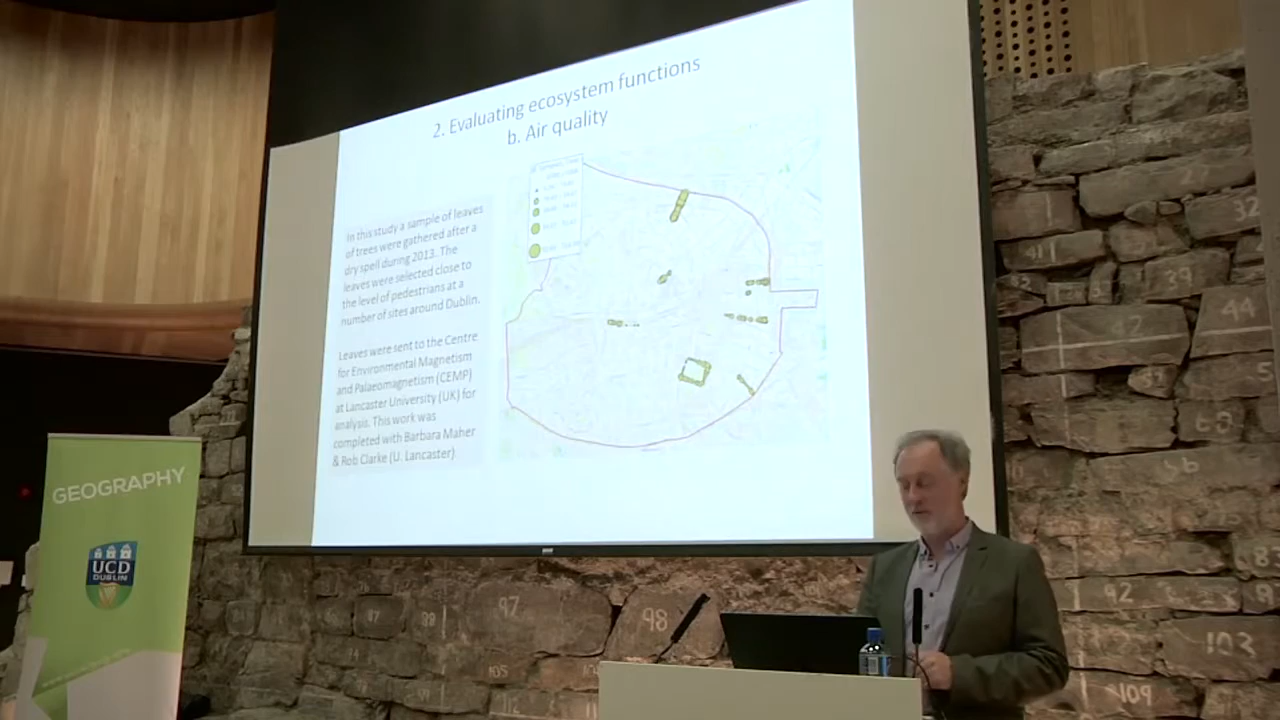 2. Evaluating ecosystem functions
b. Air quality
In this study a sample of leaves
of trees were gathered after a
dry spell during 2013. The
leaves were selected close to
the level of pedestrians at a
number of sites around Dublin.
Leaves were sent to the Centre
for Environmental Magnetism
and Palaeomagnetism (CEMP)
at Lancaster University (UK) for
analysis. This work was
completed with Barbara Maher
& Rob Clarke (U. Lancaster)
GEOGRAPHY
UCD
DUBLIN
32
39
44
42
5
97
98
92
103
105
109
112